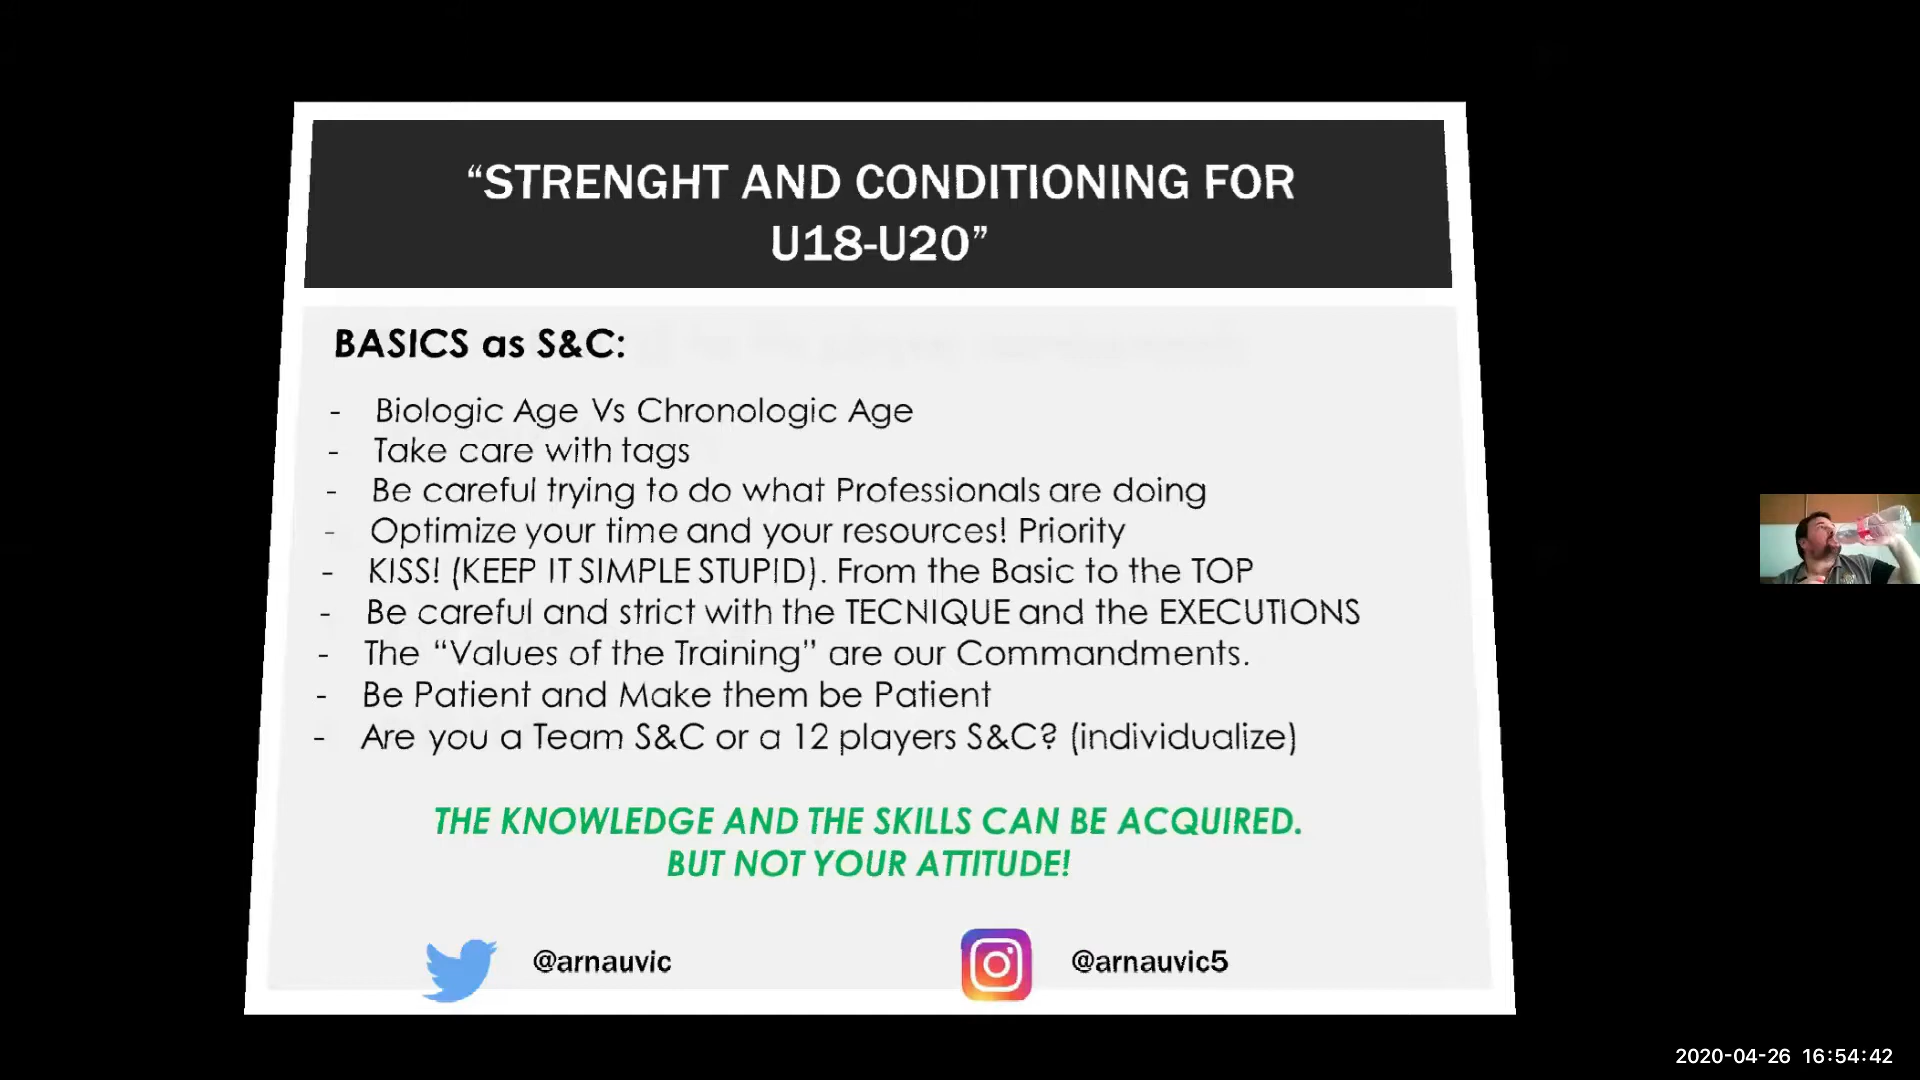 “STRENGHT AND CONDITIONING FOR
U18-U20”
BASICS as S&C:
- Biologic Age Vs Chronologic Age
- Take care with tags
- Be careful trying to do what Professionals are doing
- Optimize your time and your resources! Priority
- KISS! (KEEP IT SIMPLE STUPID). From the Basic to the TOP
- Be careful and strict with the TECNIQUE and the EXECUTIONS
- The “Values of the Training” are our Commandments.
- Be Patient and Make them be Patient
- Are you a Team S&C or a 12 players S&C? (individualize)
THE KNOWLEDGE AND THE SKILLS CAN BE ACQUIRED.
BUT NOT YOUR ATTITUDE!
@arnauvic
@arnauvic5
2020-04-26 16:54:42